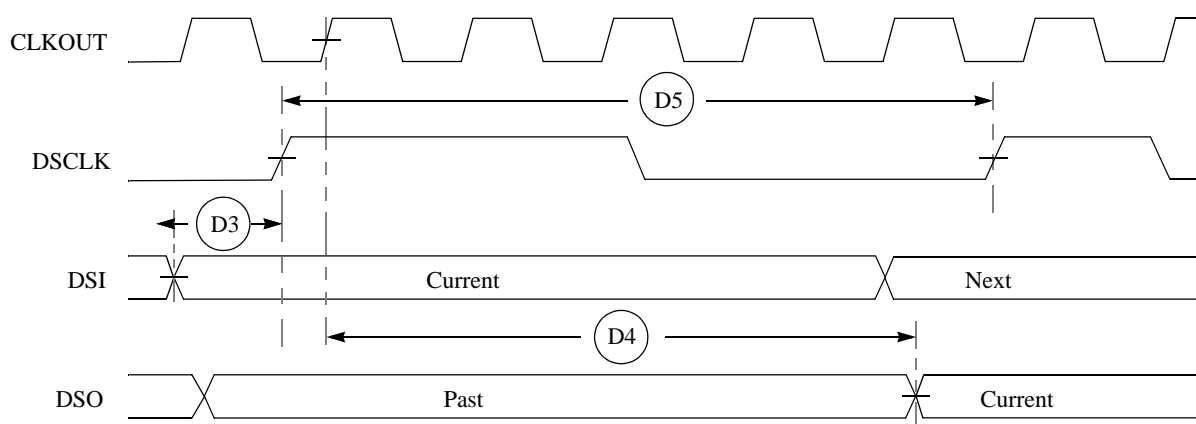 CLKOUT
D5
DSCLK
D3
DSI Current Next
D4
DSO Past Current